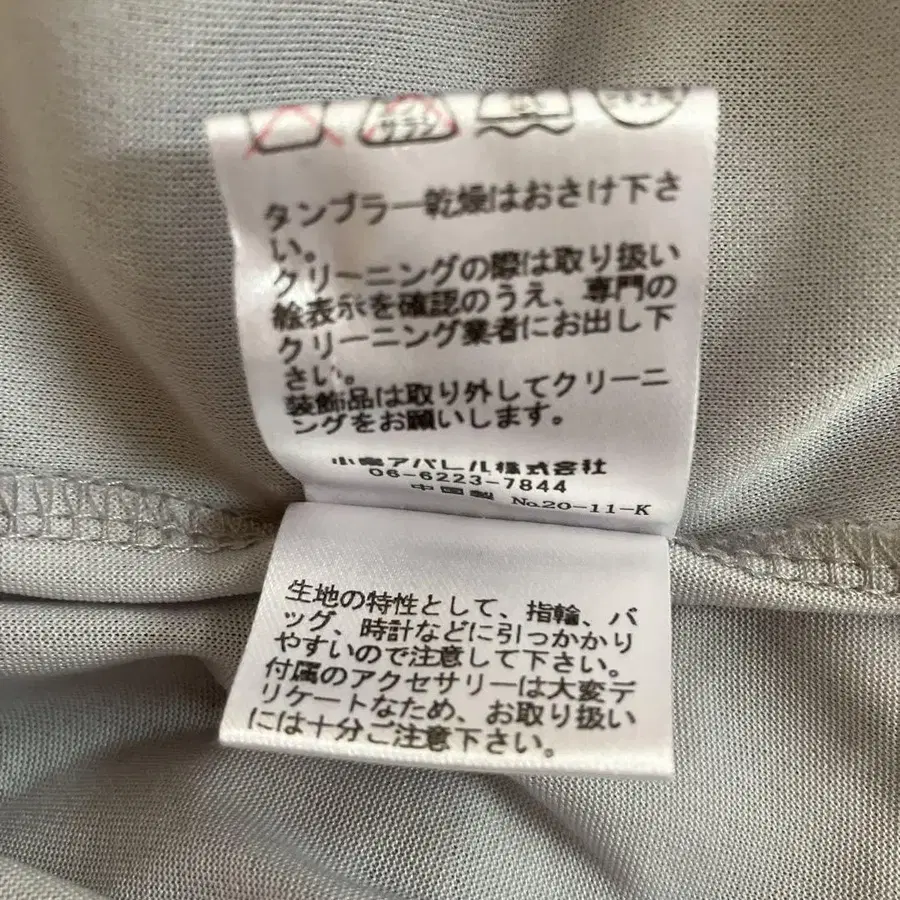 タンブラー乾燥はおさけ下さ
い。
クリーニングの際は取り扱い
絵表示を確認のうえ、専門の
クリーニング業者にお出し下
さい。
装飾品は取り外してクリーニ
ングをお願いします。
アパレル株式会社
06-6223-7844
中国製 No.20-11-K
生地の特性として、指輪、バ
ッグ、時計などに引っかかり
やすいので注意して下さい。
付属のアクセサリーは大変デ
リケートなため、お取り扱い
には十分ご注意下さい。